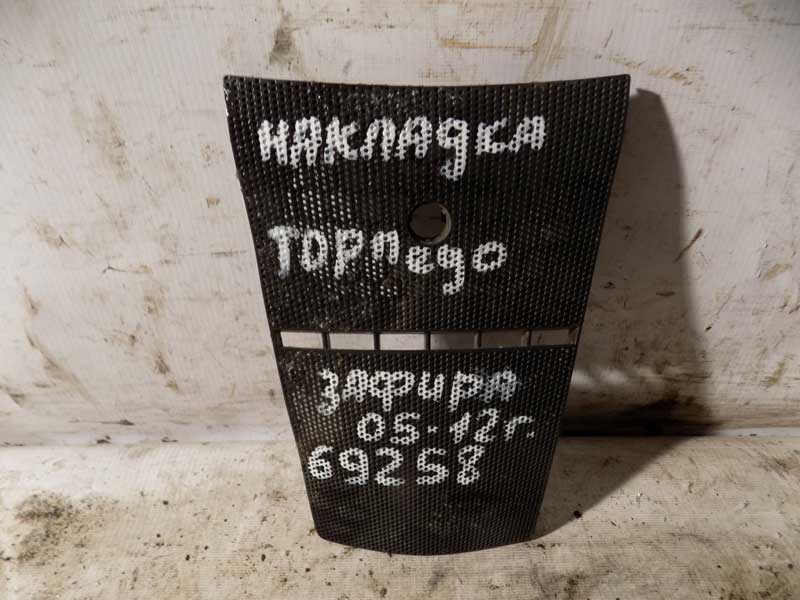 НАКЛАДКА
ТОРПедо
ЗАФИРА
05-12г.
69258